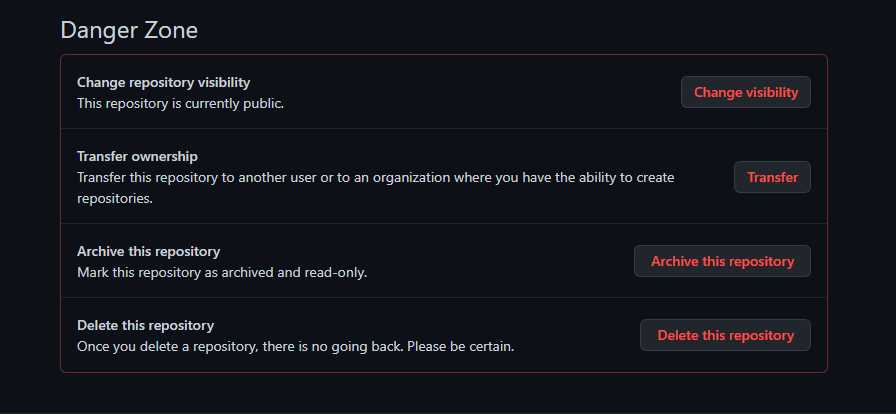 Danger Zone
Change repository visibility
This repository is currently public.
Change visibility
Transfer ownership
Transfer this repository to another user or to an organization where you have the ability to create
repositories.
Transfer
Archive this repository
Mark this repository as archived and read-only.
Archive this repository
Delete this repository
Once you delete a repository, there is no going back. Please be certain.
Delete this repository